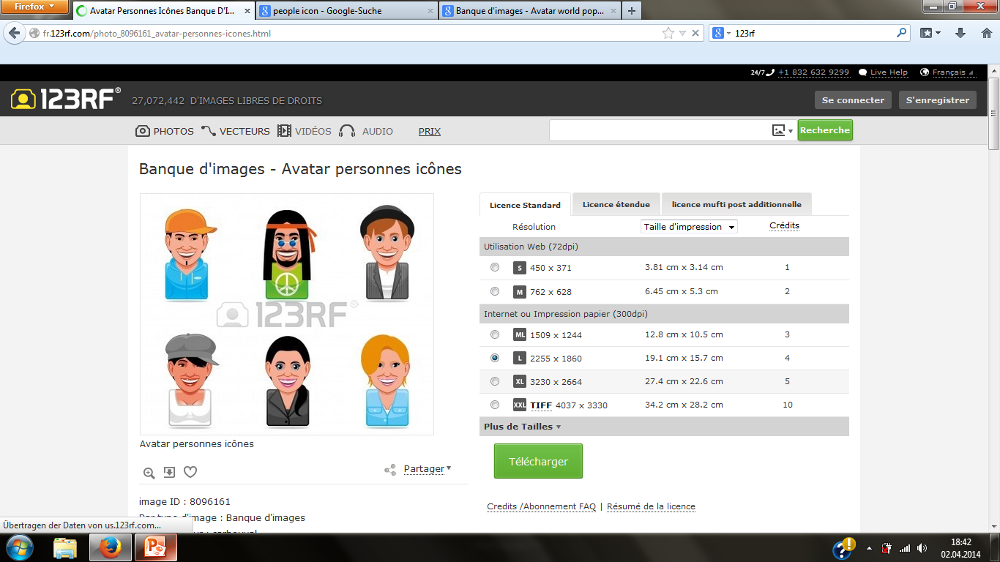 Firefox
Avatar Personnes Icônes Banque D'I...
people icon - Google-Suche
Banque d'images - Avatar world pop...
fr.123rf.com/photo_8096161_avatar-personnes-icones.html
123rf
24/7 +1 832 632 9299 Live Help Français
123RF® 27,072,442 D'IMAGES LIBRES DE DROITS
Se connecter S'enregistrer
PHOTOS VECTEURS VIDÉOS AUDIO PRIX Recherche
Banque d'images - Avatar personnes icônes
123RF
Avatar personnes icônes
Partager
image ID : 8096161
Par type d'image : Banque d'images
Licence Standard Licence étendue licence mufti post additionnelle
Résolution Taille d'impression Crédits
Utilisation Web (72dpi)
S 450 x 371 3.81 cm x 3.14 cm 1
M 762 x 628 6.45 cm x 5.3 cm 2
Internet ou Impression papier (300dpi)
ML 1509 x 1244 12.8 cm x 10.5 cm 3
L 2255 x 1860 19.1 cm x 15.7 cm 4
XL 3230 x 2664 27.4 cm x 22.6 cm 5
XXL TIFF 4037 x 3330 34.2 cm x 28.2 cm 10
Plus de Tailles
Télécharger
Credits /Abonnement FAQ | Résumé de la licence
Übertragen der Daten von us.123rf.com...
18:42
02.04.2014